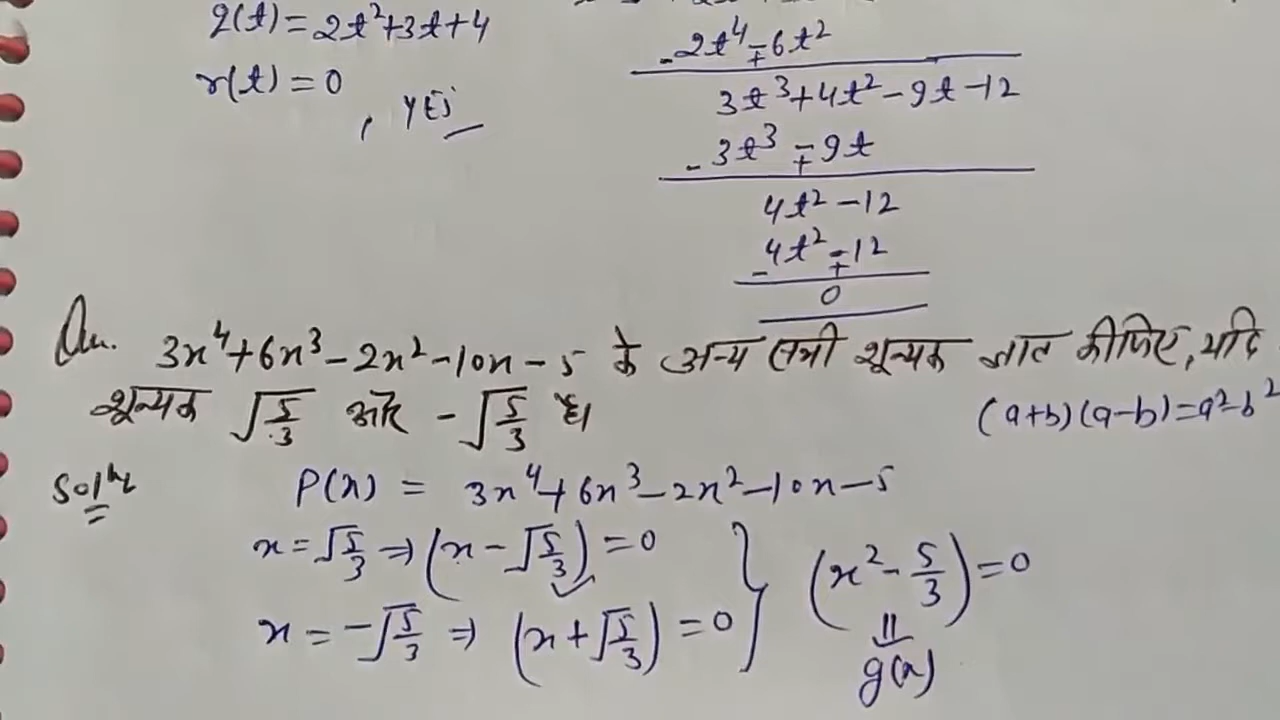 q(t) = 2t²+3t+4
r(t) = 0
, YES
-2t⁴ ∓ 6t²
3t³+4t²-9t-12
-3t³ ∓ 9t
4t²-12
-4t² ∓ 12
0
Qu. 3x⁴+6x³-2x²-10x-5 के अन्य सभी शून्यक ज्ञात कीजिए, यदि
शून्यक √5/3 और -√5/3 है।
(a+b)(a-b)=a²-b²
Solⁿ
P(x) = 3x⁴+6x³-2x²-10x-5
x=√5/3 ⇒ (x-√5/3)=0
x=-√5/3 ⇒ (x+√5/3)=0
} (x²-5/3)=0
॥
g(x)